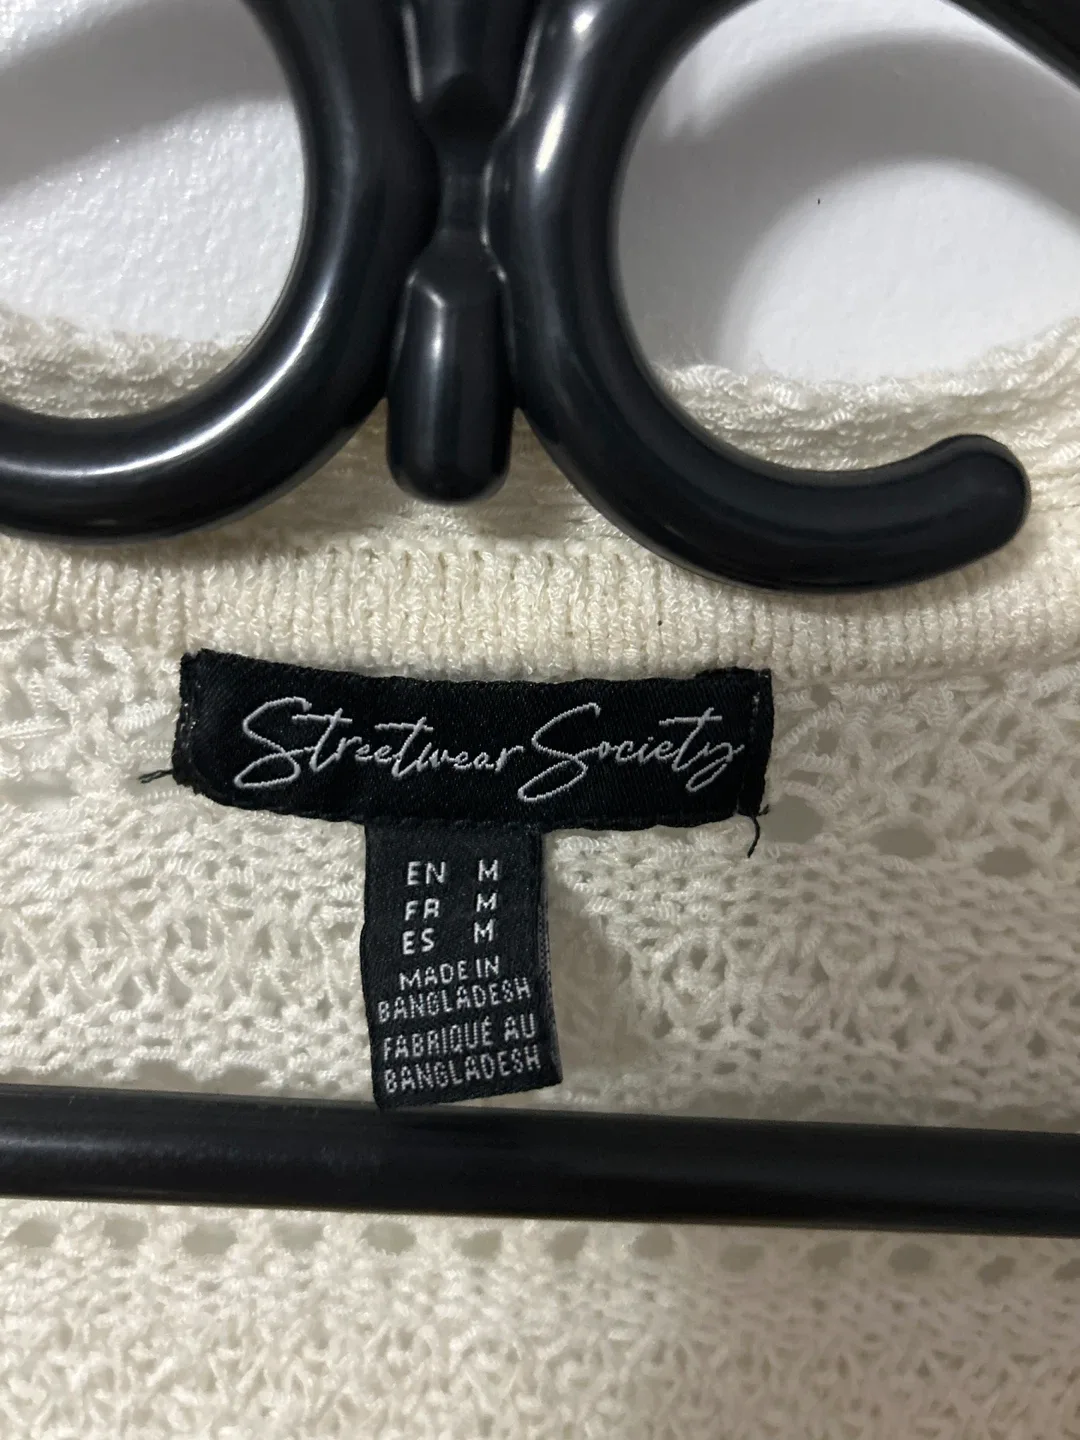 Streetwear Society
EN M
FR M
ES M
MADE IN
BANGLADESH
FABRIQUÉ AU
BANGLADESH